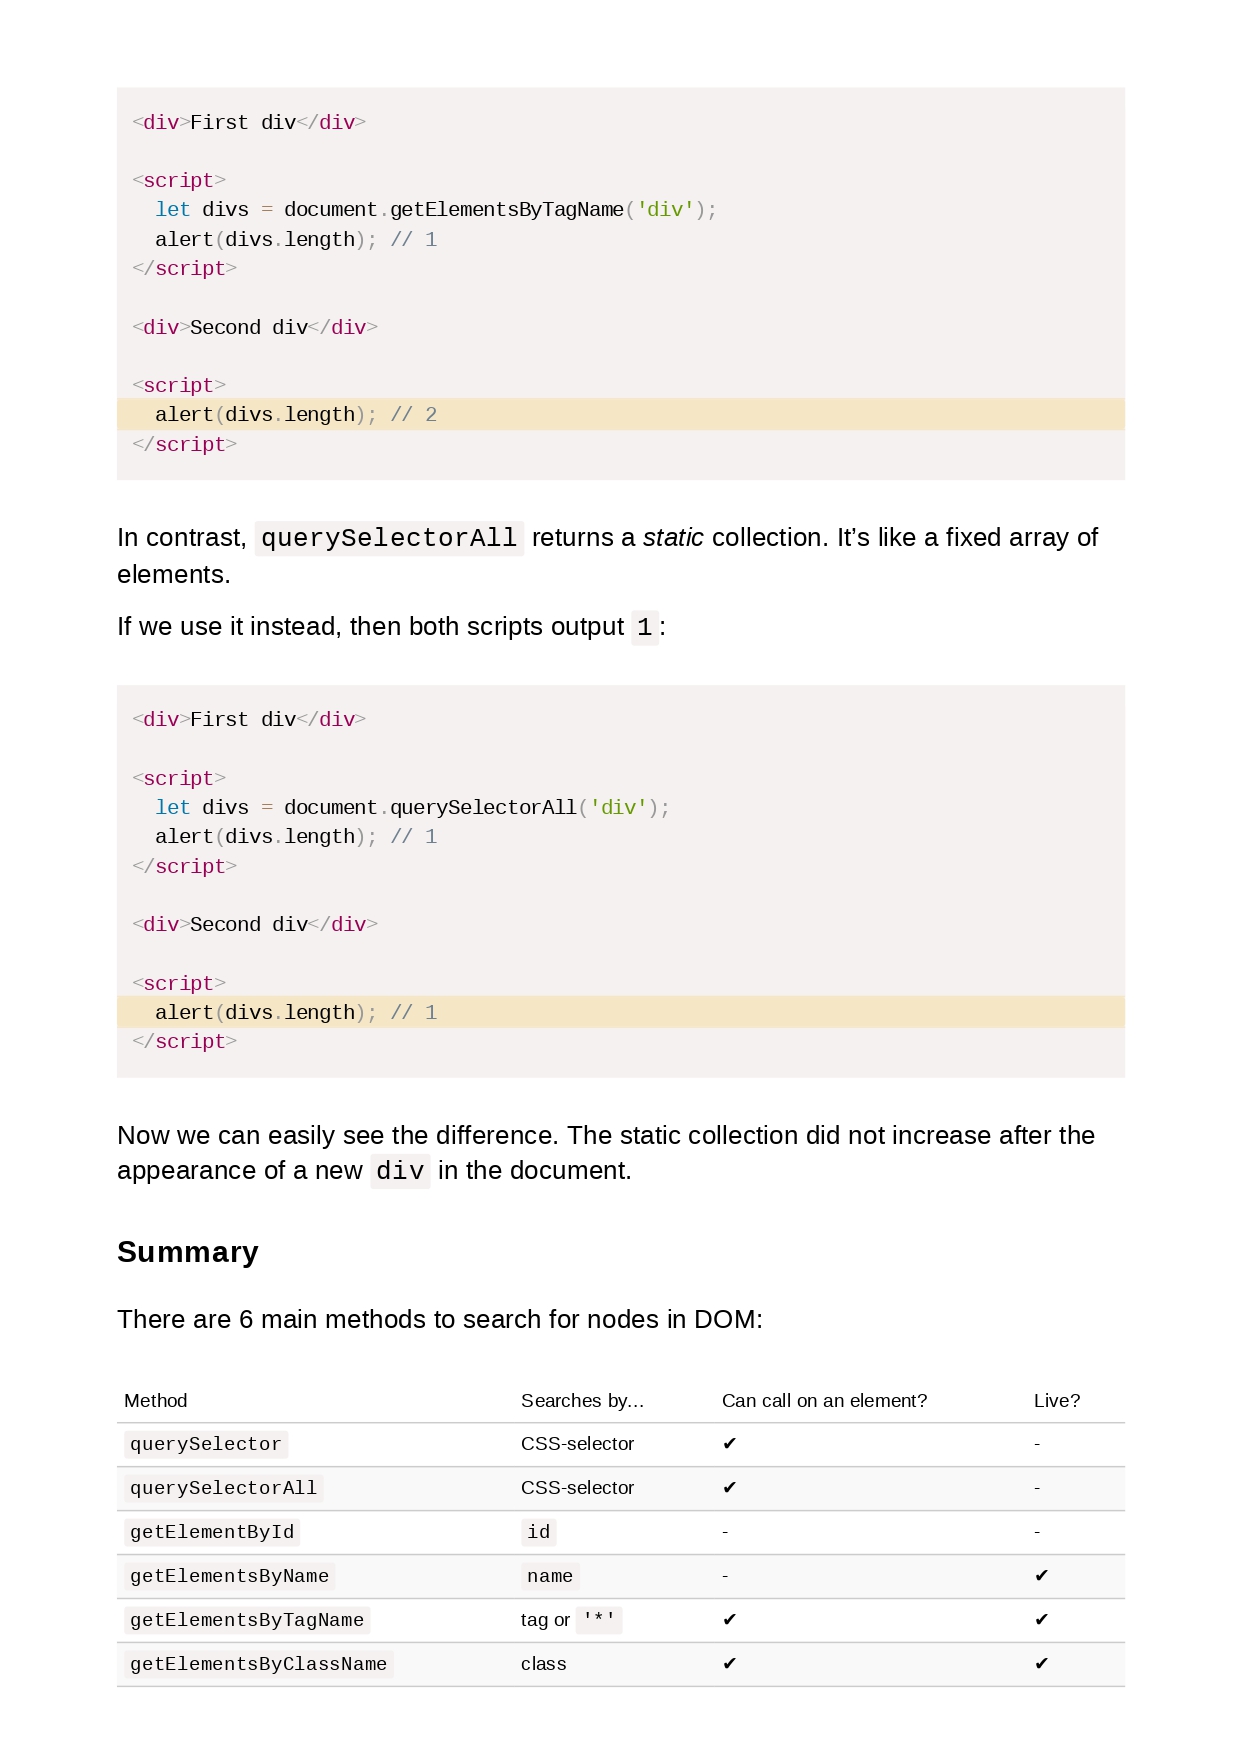 <div>First div</div>
<script>
  let divs = document.getElementsByTagName('div');
  alert(divs.length); // 1
</script>
<div>Second div</div>
<script>
  alert(divs.length); // 2
</script>
In contrast, querySelectorAll returns a static collection. It’s like a fixed array of
elements.
If we use it instead, then both scripts output 1:
<div>First div</div>
<script>
  let divs = document.querySelectorAll('div');
  alert(divs.length); // 1
</script>
<div>Second div</div>
<script>
  alert(divs.length); // 1
</script>
Now we can easily see the difference. The static collection did not increase after the
appearance of a new div in the document.
Summary
There are 6 main methods to search for nodes in DOM:
Method Searches by… Can call on an element? Live?
querySelector CSS-selector ✔ -
querySelectorAll CSS-selector ✔ -
getElementById id - -
getElementsByName name - ✔
getElementsByTagName tag or '*' ✔ ✔
getElementsByClassName class ✔ ✔